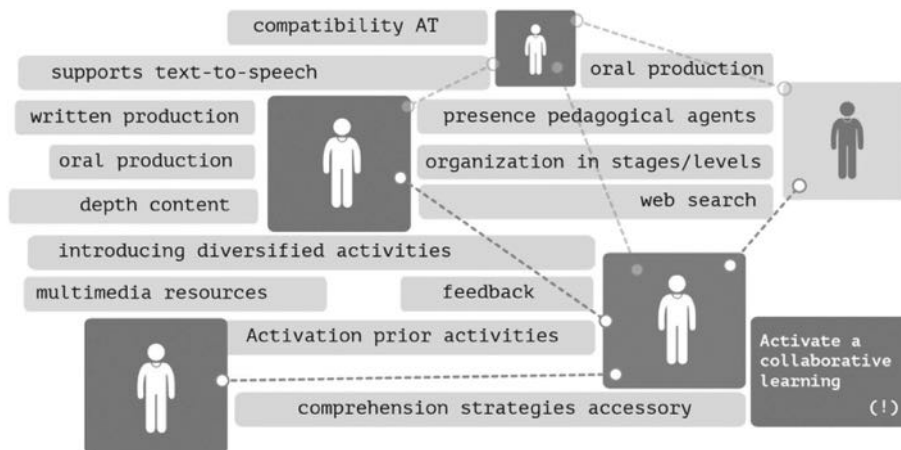 compatibility AT
supports text-to-speech
oral production
written production
presence pedagogical agents
oral production
organization in stages/levels
depth content
web search
introducing diversified activities
multimedia resources
feedback
Activation prior activities
Activate a
collaborative
learning
(!)
comprehension strategies accessory